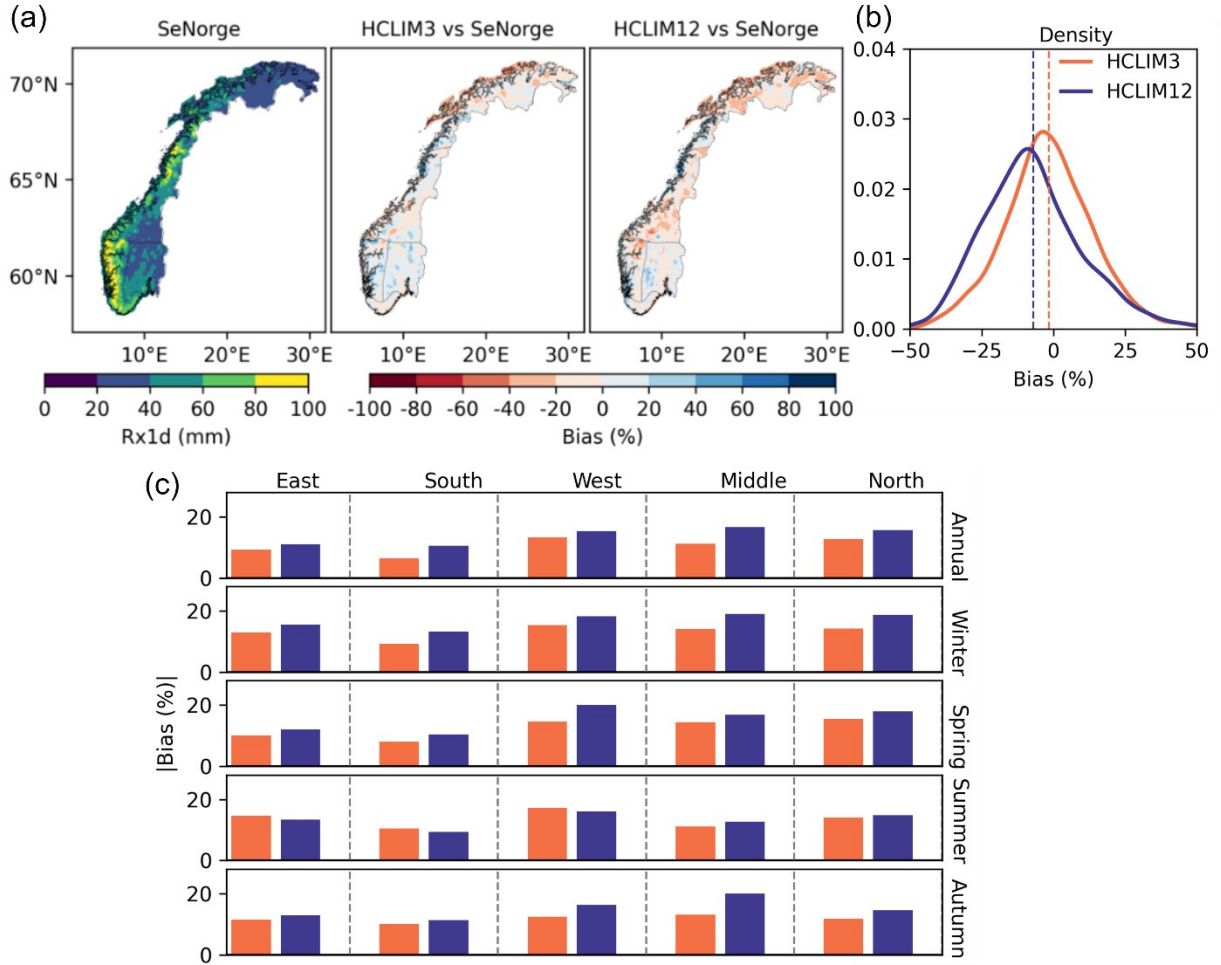 (a)
SeNorge
HCLIM3 vs SeNorge
HCLIM12 vs SeNorge
70°N
65°N
60°N
10°E 20°E 30°E
10°E 20°E 30°E
10°E 20°E 30°E
0 20 40 60 80 100
Rx1d (mm)
-100 -80 -60 -40 -20 0 20 40 60 80 100
Bias (%)
(b)
Density
HCLIM3
HCLIM12
0.04
0.03
0.02
0.01
0.00
−50 −25 0 25 50
Bias (%)
(c)
East South West Middle North
20
0
Annual
20
0
Winter
20
0
Spring
20
0
Summer
20
0
Autumn
|Bias (%)|